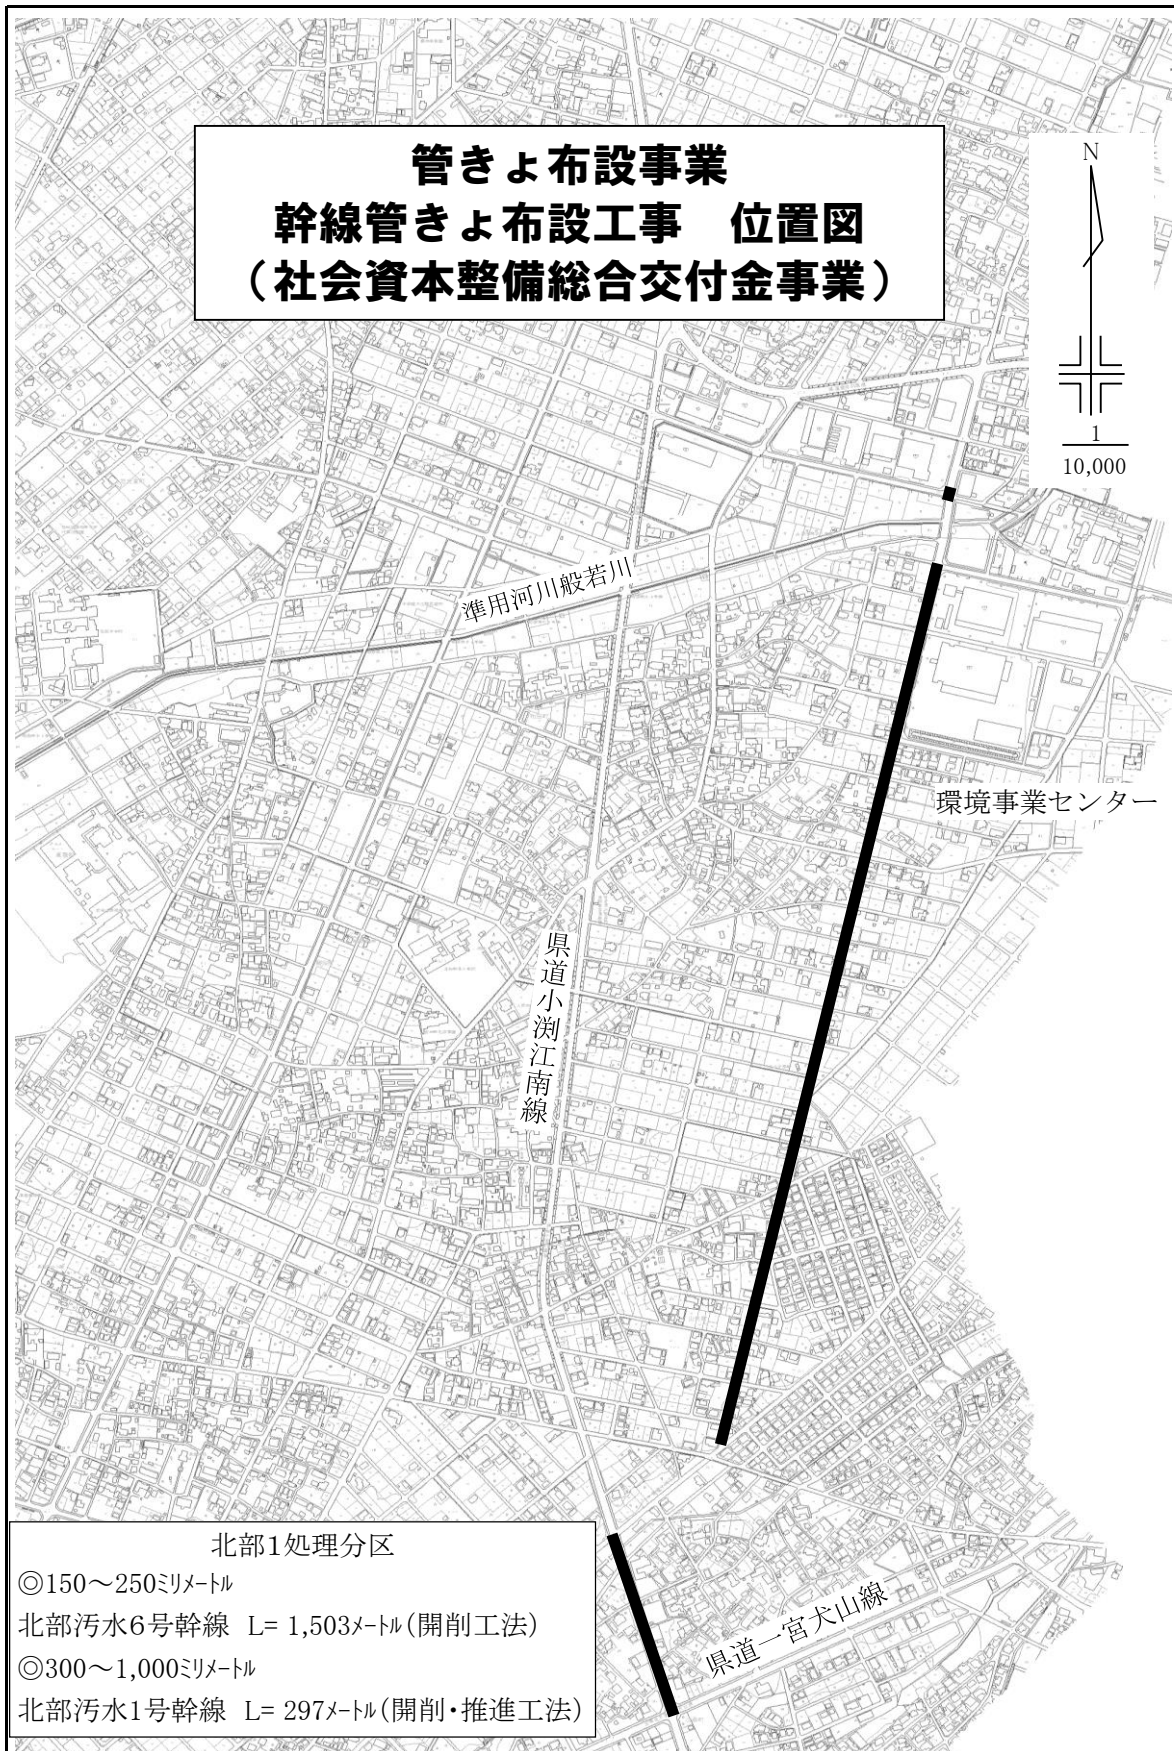 管きょ布設事業
幹線管きょ布設工事　位置図
（社会資本整備総合交付金事業）
N
1
10,000
準用河川般若川
環境事業センター
県道小渕江南線
県道一宮犬山線
北部1処理分区
◎150～250ミリメートル
北部汚水6号幹線 L= 1,503メートル(開削工法)
◎300～1,000ミリメートル
北部汚水1号幹線 L= 297メートル(開削・推進工法)